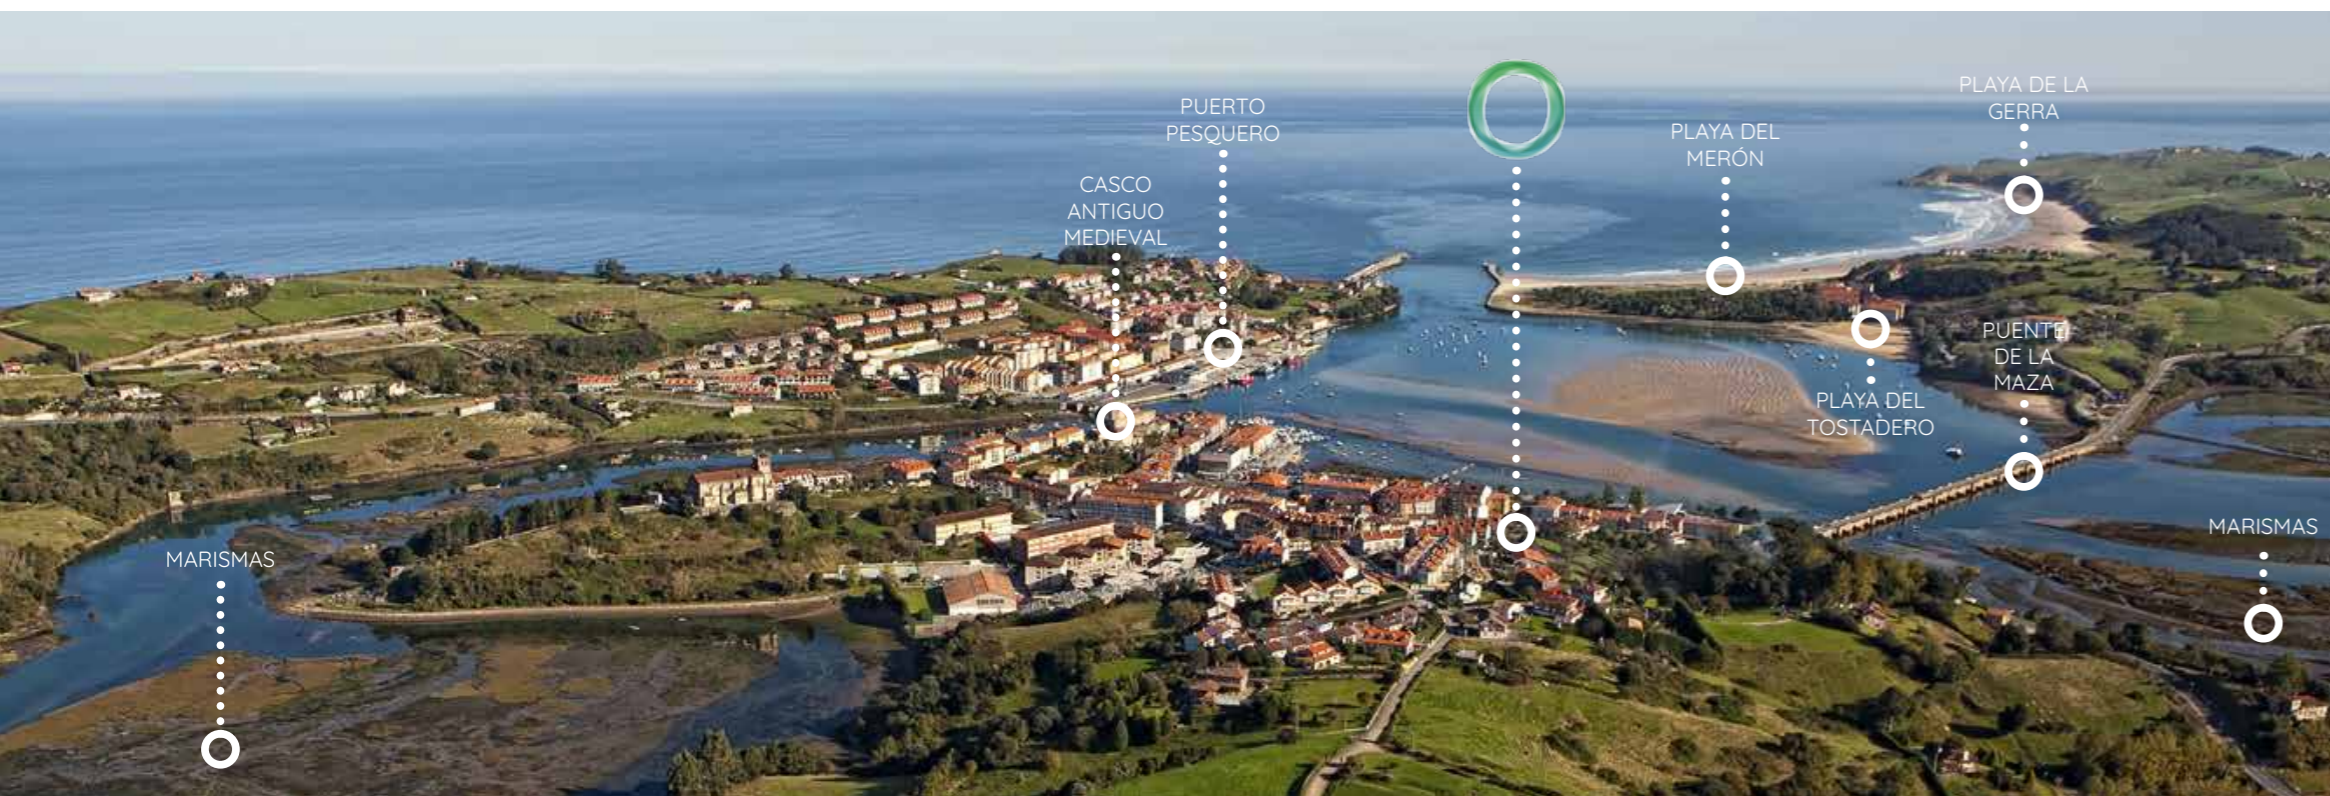 PUERTO
PESQUERO
CASCO
ANTIGUO
MEDIEVAL
PLAYA DEL
MERÓN
PLAYA DE LA
GERRA
PUENTE
DE LA
MAZA
PLAYA DEL
TOSTADERO
MARISMAS
MARISMAS